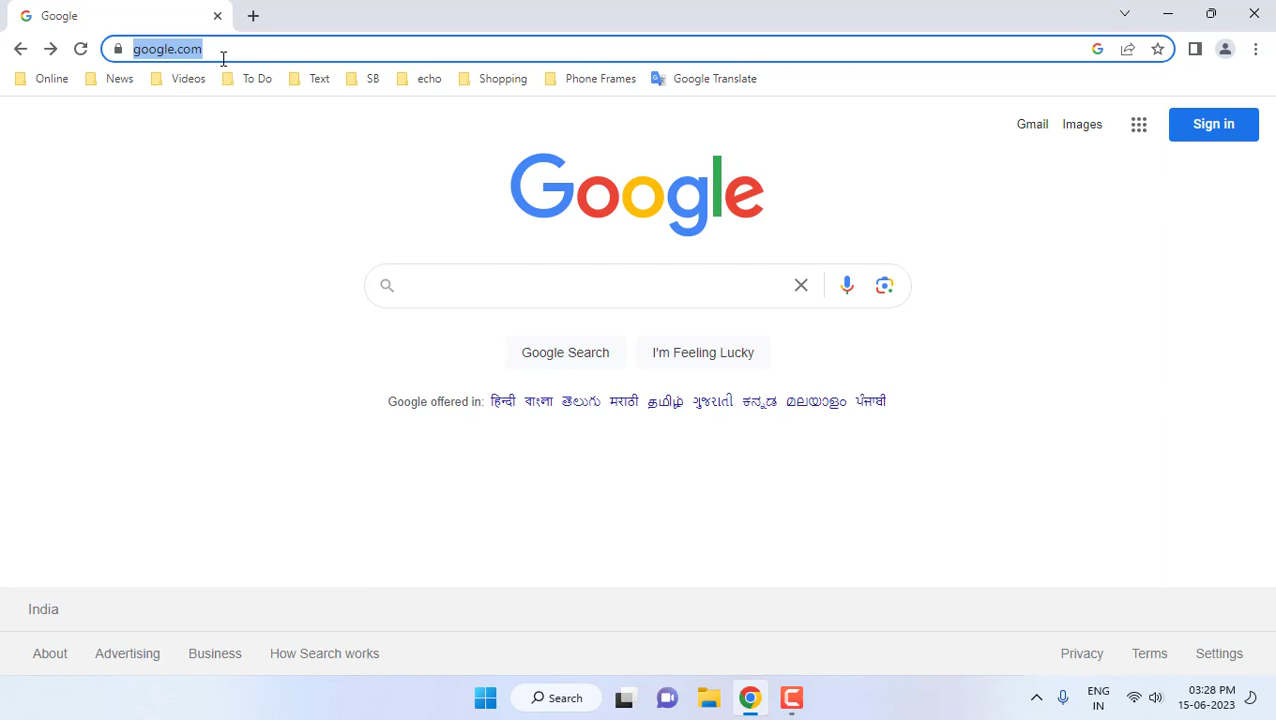 Google
google.com
Online News Videos To Do Text SB echo Shopping Phone Frames Google Translate
Gmail Images Sign in
Google
Google Search I'm Feeling Lucky
Google offered in: हिन्दी বাংলা తెలుగు मराठी தமிழ் ગુજરાતી ಕನ್ನಡ മലയാളം ਪੰਜਾਬੀ
India
About Advertising Business How Search works Privacy Terms Settings
Search
ENG
IN
03:28 PM
15-06-2023